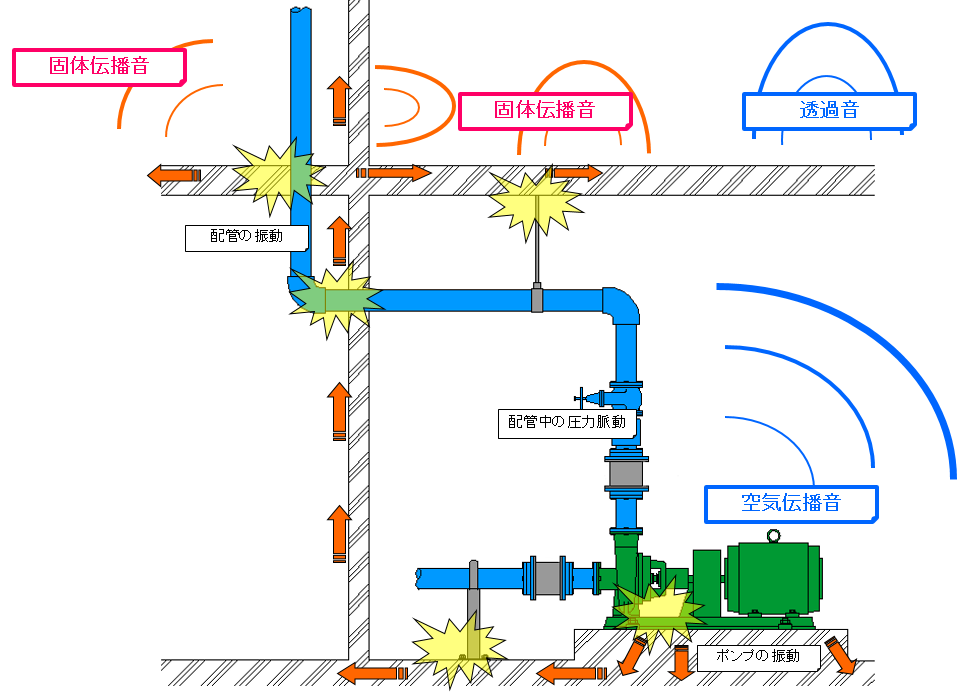 固体伝播音
固体伝播音
透過音
配管の振動
配管中の圧力脈動
空気伝播音
ポンプの振動